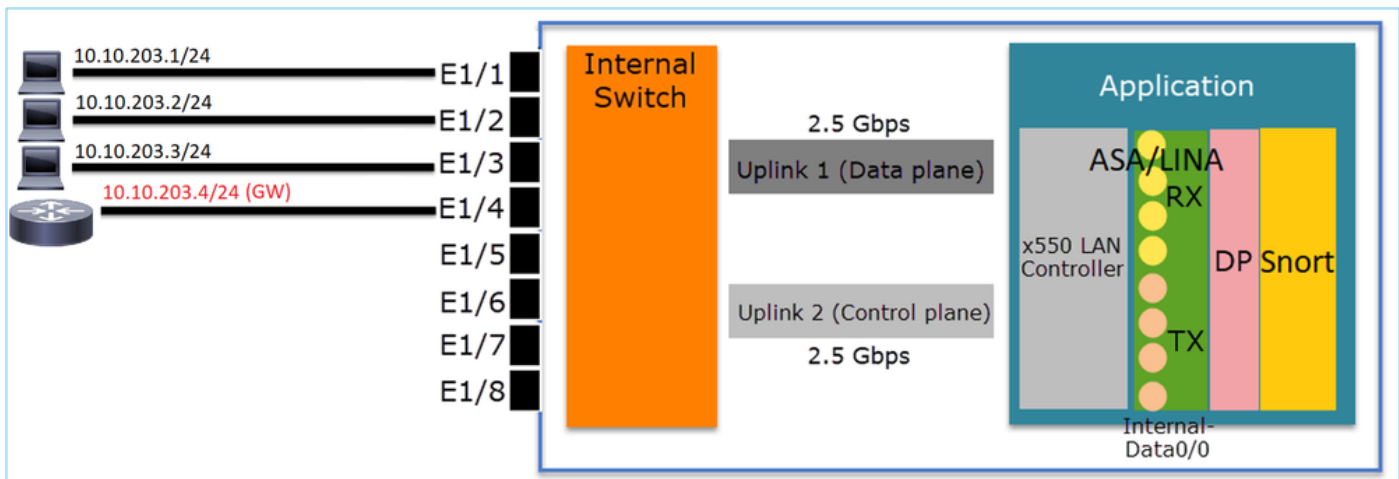 10.10.203.1/24
10.10.203.2/24
10.10.203.3/24
10.10.203.4/24 (GW)
E1/1
E1/2
E1/3
E1/4
E1/5
E1/6
E1/7
E1/8
Internal
Switch
2.5 Gbps
Uplink 1 (Data plane)
Uplink 2 (Control plane)
2.5 Gbps
Application
x550 LAN
Controller
ASA/LINA
RX
TX
DP
Snort
Internal-
Data0/0